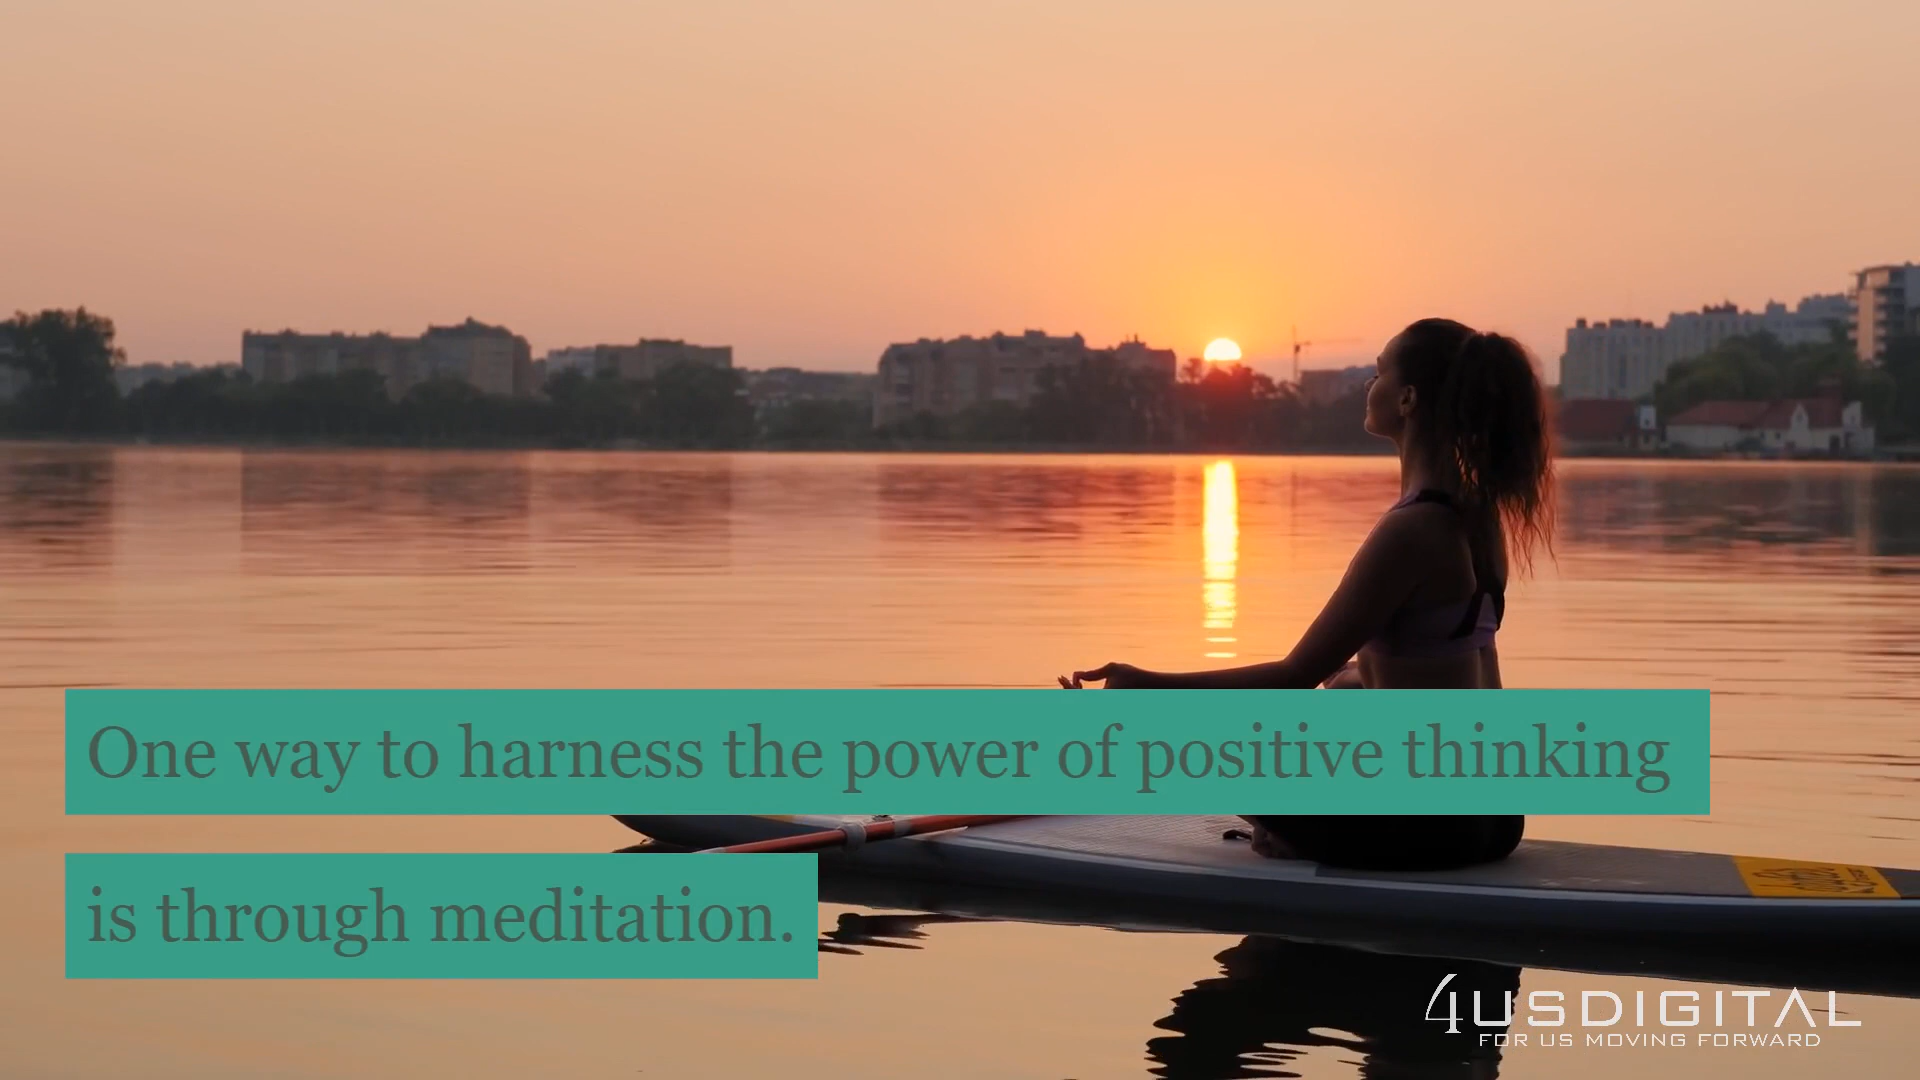 One way to harness the power of positive thinking
is through meditation.
4USDIGITAL
FOR US MOVING FORWARD